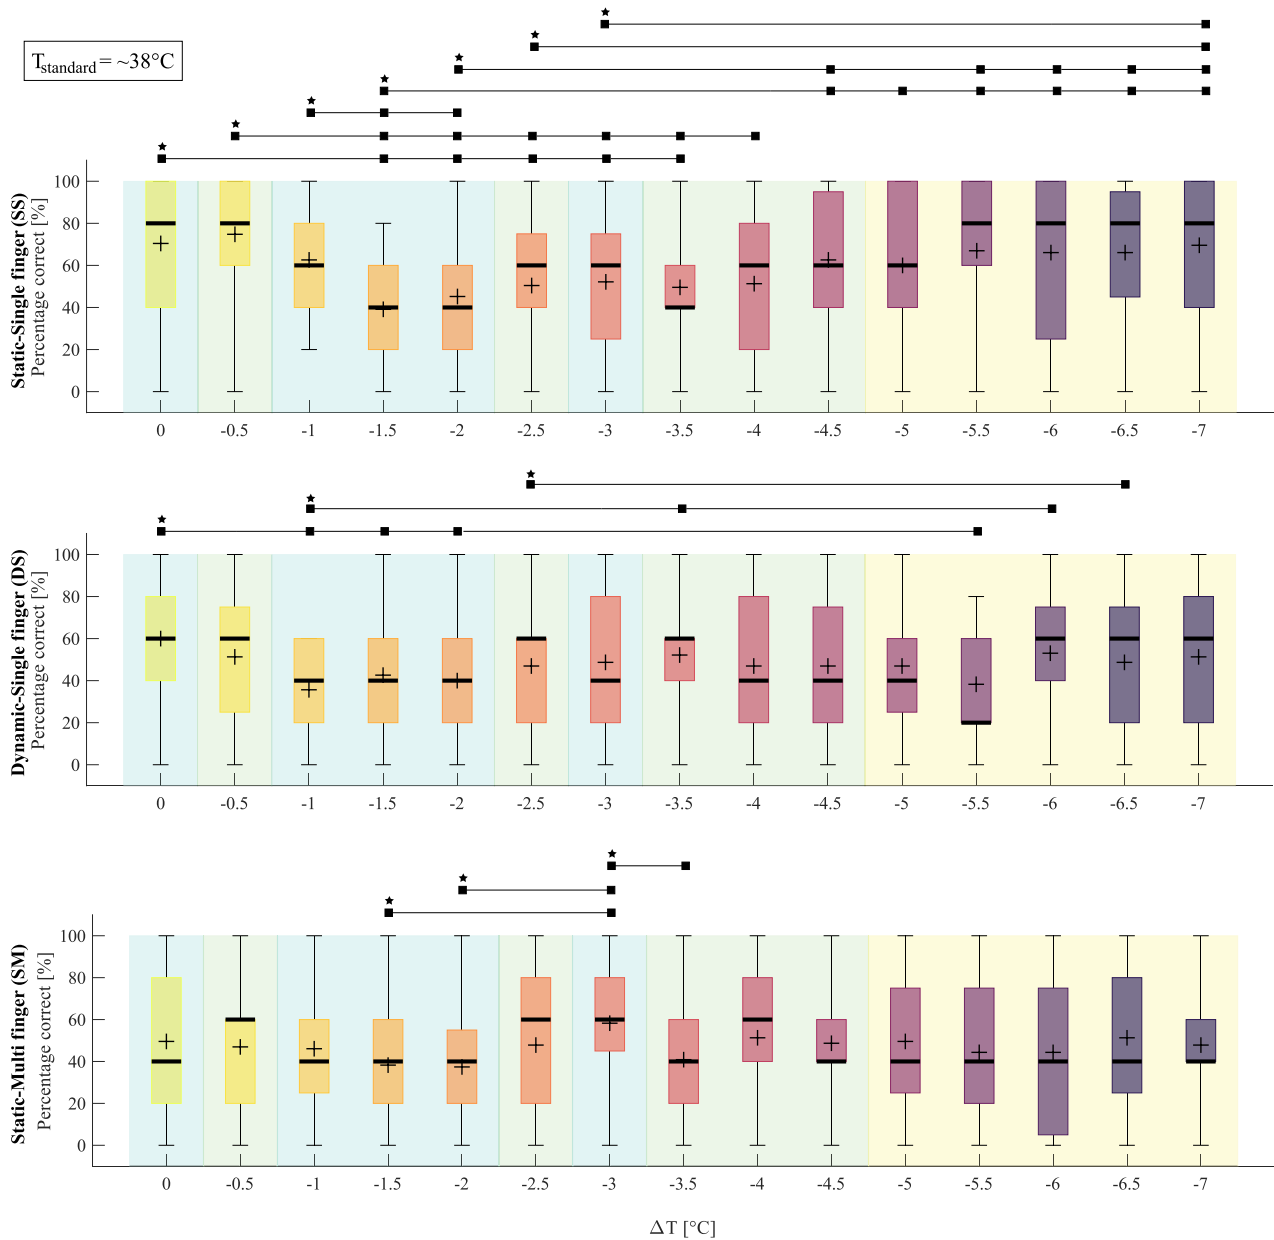 T_standard = ~38°C
Static-Single finger (SS)
Percentage correct [%]
100
80
60
40
20
0
0 -0.5 -1 -1.5 -2 -2.5 -3 -3.5 -4 -4.5 -5 -5.5 -6 -6.5 -7
Dynamic-Single finger (DS)
Percentage correct [%]
100
80
60
40
20
0
0 -0.5 -1 -1.5 -2 -2.5 -3 -3.5 -4 -4.5 -5 -5.5 -6 -6.5 -7
Static-Multi finger (SM)
Percentage correct [%]
100
80
60
40
20
0
0 -0.5 -1 -1.5 -2 -2.5 -3 -3.5 -4 -4.5 -5 -5.5 -6 -6.5 -7
ΔT [°C]